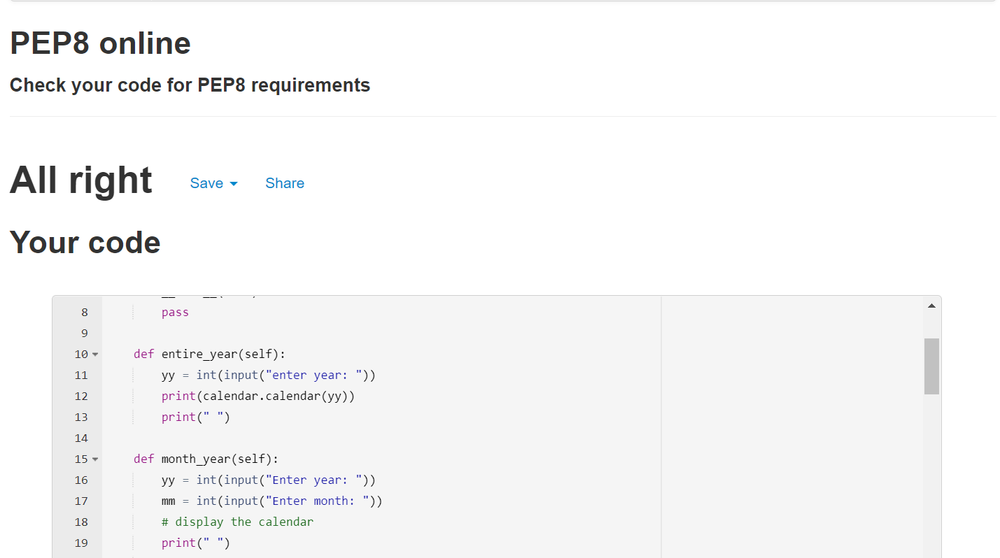 PEP8 online
Check your code for PEP8 requirements
All right Save Share
Your code
8 pass
9
10 def entire_year(self):
11 yy = int(input("enter year: "))
12 print(calendar.calendar(yy))
13 print(" ")
14
15 def month_year(self):
16 yy = int(input("Enter year: "))
17 mm = int(input("Enter month: "))
18 # display the calendar
19 print(" ")